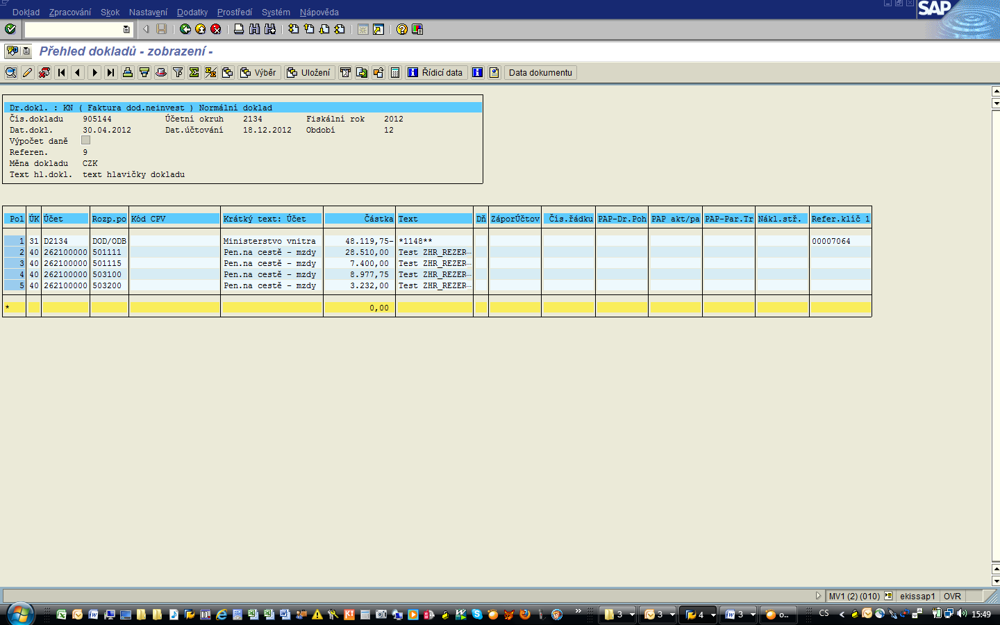 Doklad Zpracování Skok Nastavení Dodatky Prostředí Systém Nápověda
SAP
Přehled dokladů - zobrazení -
Výběr Uložení Řídicí data Data dokumentu
Dr.dokl. : KN ( Faktura dod.neinvest ) Normální doklad
Čís.dokladu 905144 Účetní okruh 2134 Fiskální rok 2012
Dat.dokl. 30.04.2012 Dat.účtování 18.12.2012 Období 12
Výpočet daně
Referen. 9
Měna dokladu CZK
Text hl.dokl. text hlavičky dokladu
Pol ÚK Účet Rozp.po Kód CPV Krátký text: Účet Částka Text Dň ZáporÚčtov Čís.řádku PAP-Dr.Poh PAP akt/pa PAP-Par.Tr Nákl.stř. Refer.klíč 1
1 31 D2134 DOD/ODB Ministerstvo vnitra 48.119,75- *1148** 00007064
2 40 262100000 501111 Pen.na cestě - mzdy 28.510,00 Test ZHR_REZER…
3 40 262100000 501115 Pen.na cestě - mzdy 7.400,00 Test ZHR_REZER…
4 40 262100000 503100 Pen.na cestě - mzdy 8.977,75 Test ZHR_REZER…
5 40 262100000 503200 Pen.na cestě - mzdy 3.232,00 Test ZHR_REZER…
* 0,00
MV1 (2) (010) ekissap1 OVR
3 3 4 3 o.. CS 15:49